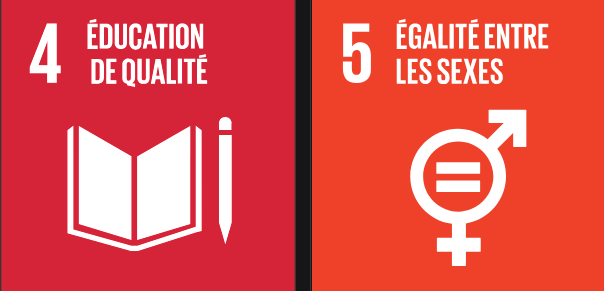 4 ÉDUCATION
DE QUALITÉ
5 ÉGALITÉ ENTRE
LES SEXES